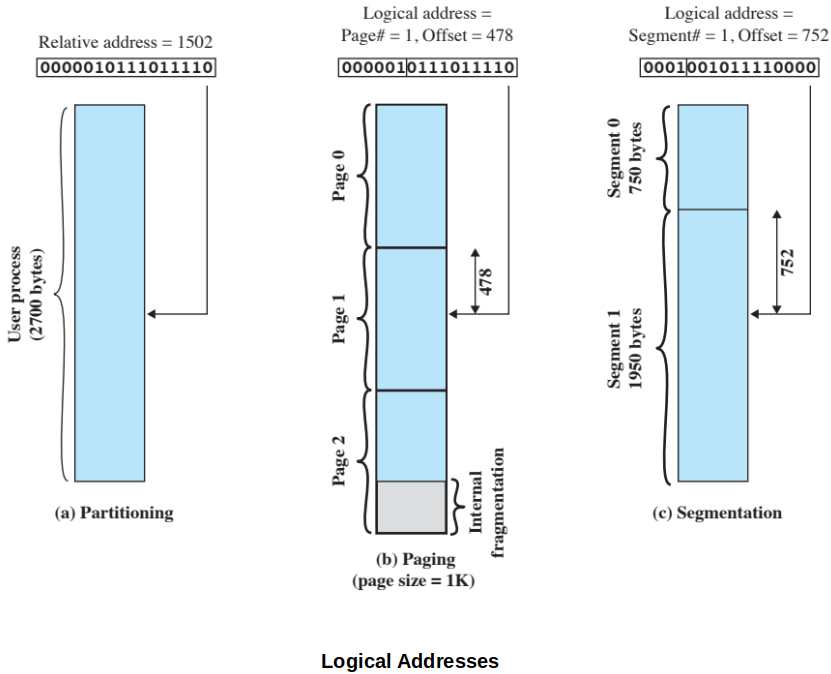 Relative address = 1502
0000010111011110
User process
(2700 bytes)
(a) Partitioning
Logical address =
Page# = 1, Offset = 478
0000010111011110
Page 0
Page 1
Page 2
478
Internal
fragmentation
(b) Paging
(page size = 1K)
Logical address =
Segment# = 1, Offset = 752
0001001011110000
Segment 0
750 bytes
Segment 1
1950 bytes
752
(c) Segmentation
Logical Addresses